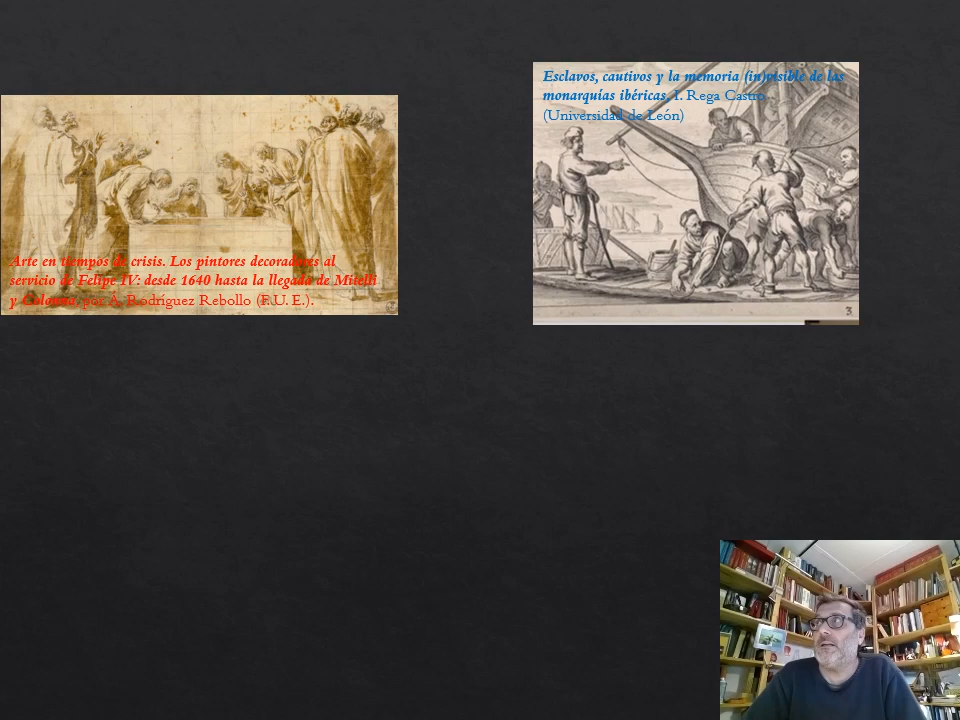 Arte en tiempos de crisis. Los pintores decoradores al
servicio de Felipe IV: desde 1640 hasta la llegada de Mitelli
y Colonna, por Á. Rodríguez Rebollo (F.U. E.).
Esclavos, cautivos y la memoria (in)visible de las
monarquías ibéricas, I. Rega Castro
(Universidad de León)
3